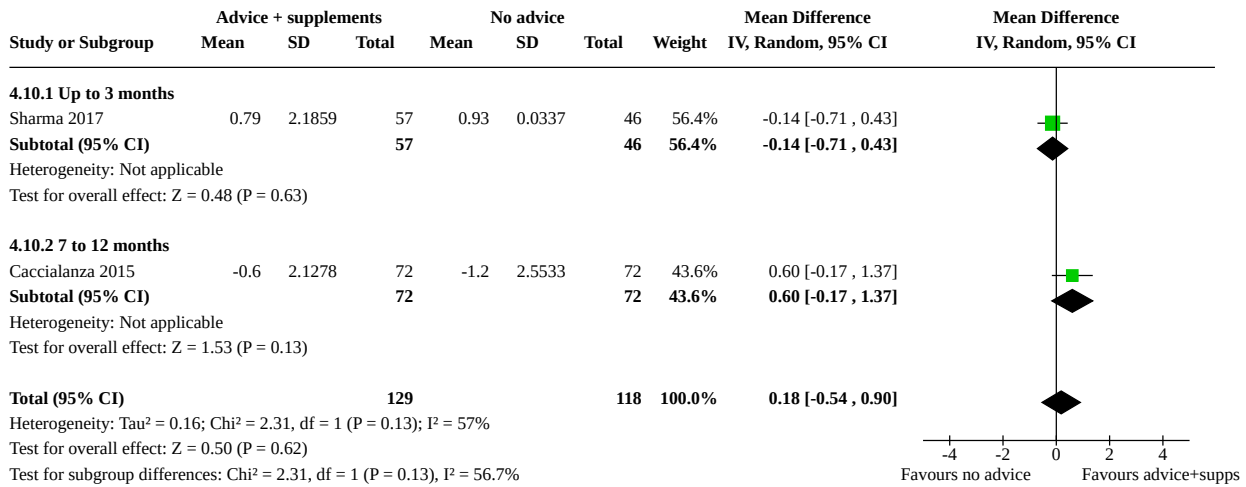 Advice + supplements No advice Mean Difference Mean Difference
Study or Subgroup Mean SD Total Mean SD Total Weight IV, Random, 95% CI IV, Random, 95% CI
4.10.1 Up to 3 months
Sharma 2017 0.79 2.1859 57 0.93 0.0337 46 56.4% -0.14 [-0.71 , 0.43]
Subtotal (95% CI) 57 46 56.4% -0.14 [-0.71 , 0.43]
Heterogeneity: Not applicable
Test for overall effect: Z = 0.48 (P = 0.63)
4.10.2 7 to 12 months
Caccialanza 2015 -0.6 2.1278 72 -1.2 2.5533 72 43.6% 0.60 [-0.17 , 1.37]
Subtotal (95% CI) 72 72 43.6% 0.60 [-0.17 , 1.37]
Heterogeneity: Not applicable
Test for overall effect: Z = 1.53 (P = 0.13)
Total (95% CI) 129 118 100.0% 0.18 [-0.54 , 0.90]
Heterogeneity: Tau² = 0.16; Chi² = 2.31, df = 1 (P = 0.13); I² = 57%
Test for overall effect: Z = 0.50 (P = 0.62)
-4 -2 0 2 4
Test for subgroup differences: Chi² = 2.31, df = 1 (P = 0.13), I² = 56.7% Favours no advice Favours advice+supps